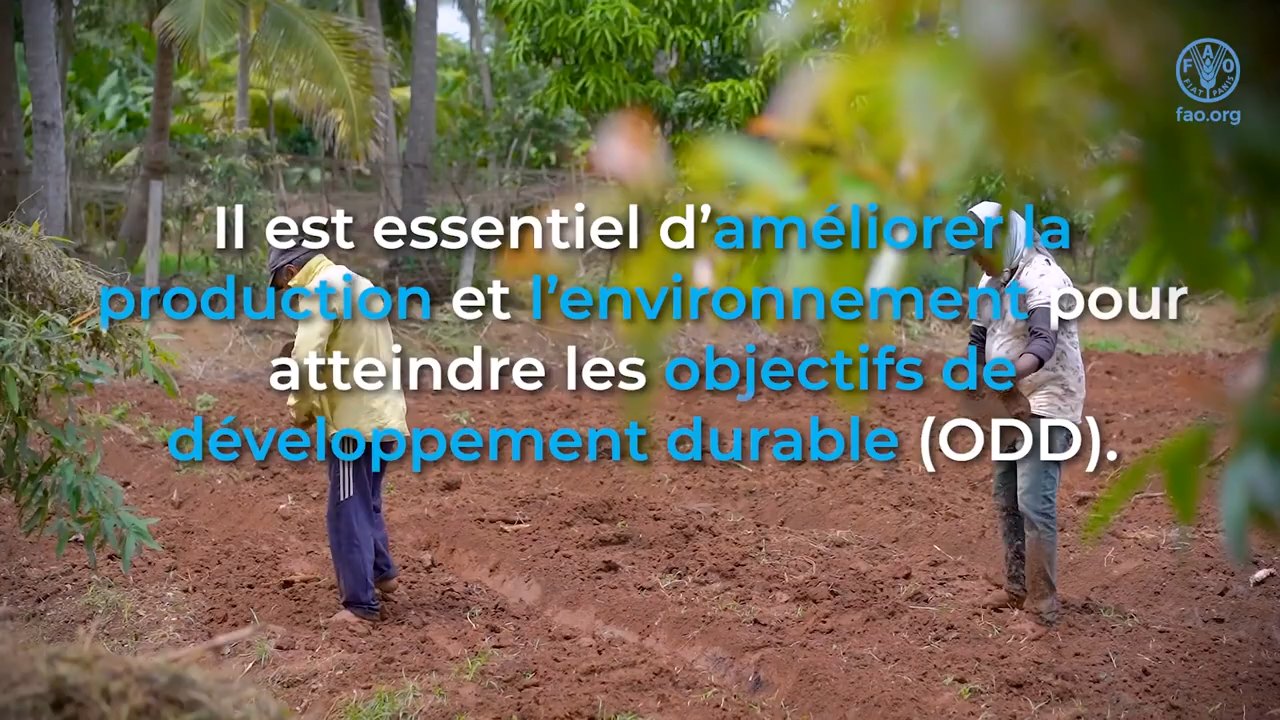 F A O
FIAT PANIS
fao.org
Il est essentiel d’améliorer la
production et l’environnement pour
atteindre les objectifs de
développement durable (ODD).